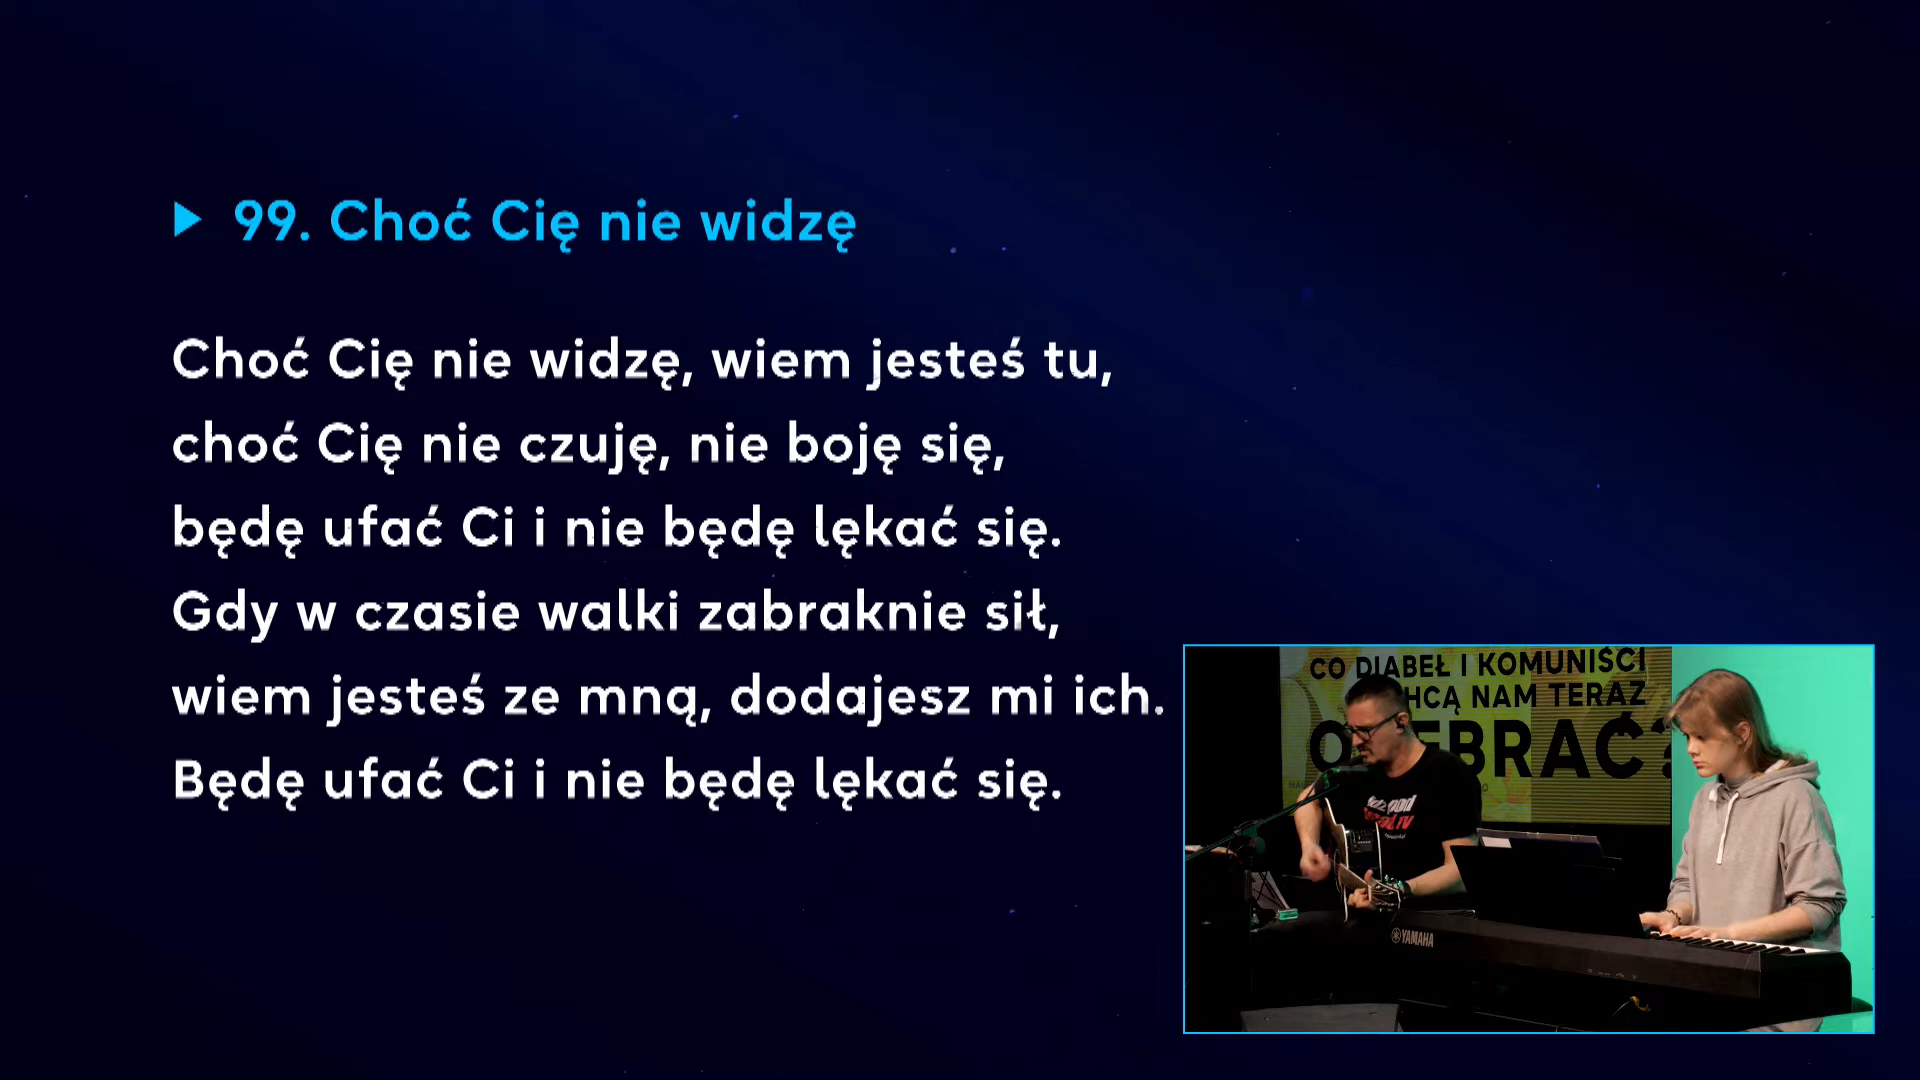 99. Choć Cię nie widzę
Choć Cię nie widzę, wiem jesteś tu,
choć Cię nie czuję, nie boję się,
będę ufać Ci i nie będę lękać się.
Gdy w czasie walki zabraknie sił,
wiem jesteś ze mną, dodajesz mi ich.
Będę ufać Ci i nie będę lękać się.
CO DIABEŁ I KOMUNIŚCI
HCĄ NAM TERAZ
EBRAĆ?
YAMAHA